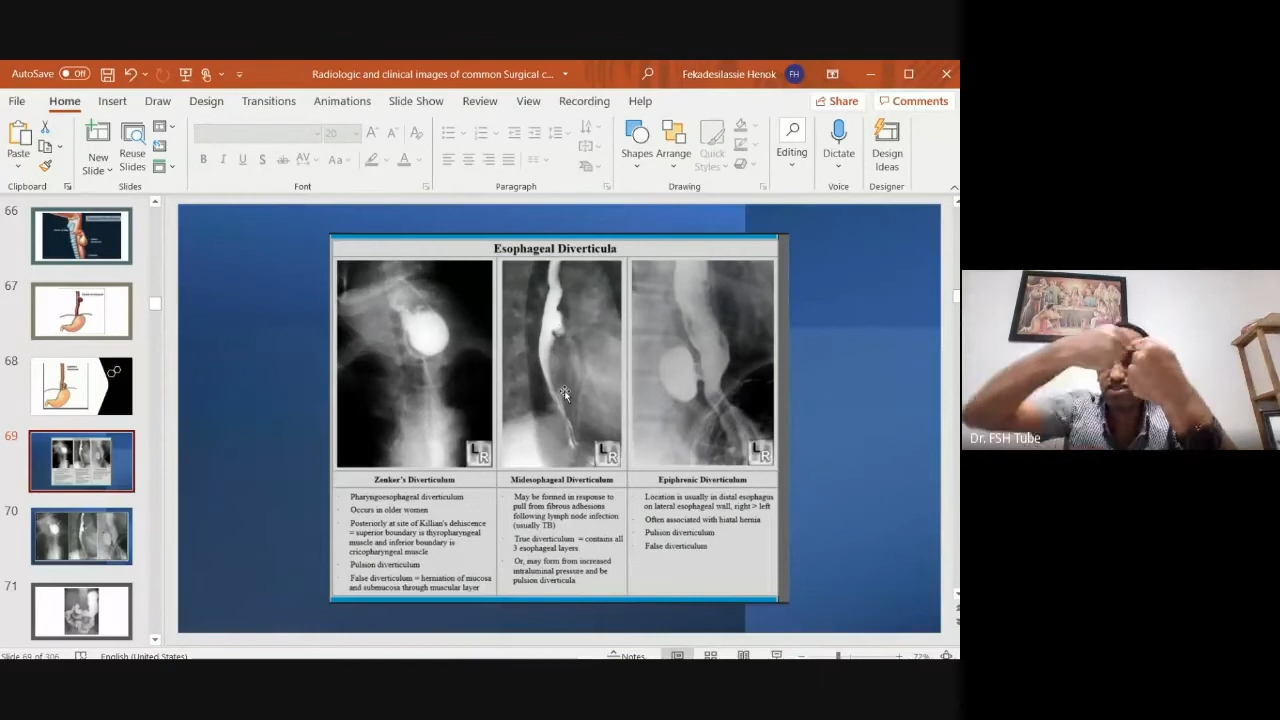 AutoSave Off Radiologic and clinical images of common Surgical c... Fekadesilassie Henok FH
File Home Insert Draw Design Transitions Animations Slide Show Review View Recording Help Share Comments
Paste New Slide Reuse Slides 20 Shapes Arrange Quick Styles Editing Dictate Design Ideas
Clipboard Slides Font Paragraph Drawing Voice Designer
66
67
68
69
70
71
Esophageal Diverticula
L R
L R
L R
Zenker's Diverticulum
Pharyngoesophageal diverticulum
Occurs in older women
Posteriorly at site of Killian's dehiscence
= superior boundary is thyropharyngeal
muscle and inferior boundary is
cricopharyngeal muscle
Pulsion diverticulum
False diverticulum = herniation of mucosa
and submucosa through muscular layer
Midesophageal Diverticulum
May be formed in response to
pull from fibrous adhesions
following lymph node infection
(usually TB)
True diverticulum = contains all
3 esophageal layers
Or, may form from increased
intraluminal pressure and be
pulsion diverticula
Epiphrenic Diverticulum
Location is usually in distal esophagus
on lateral esophageal wall, right > left
Often associated with hiatal hernia
Pulsion diverticulum
False diverticulum
Dr. FSH Tube
Slide 69 of 306 English (United States) Notes 72%